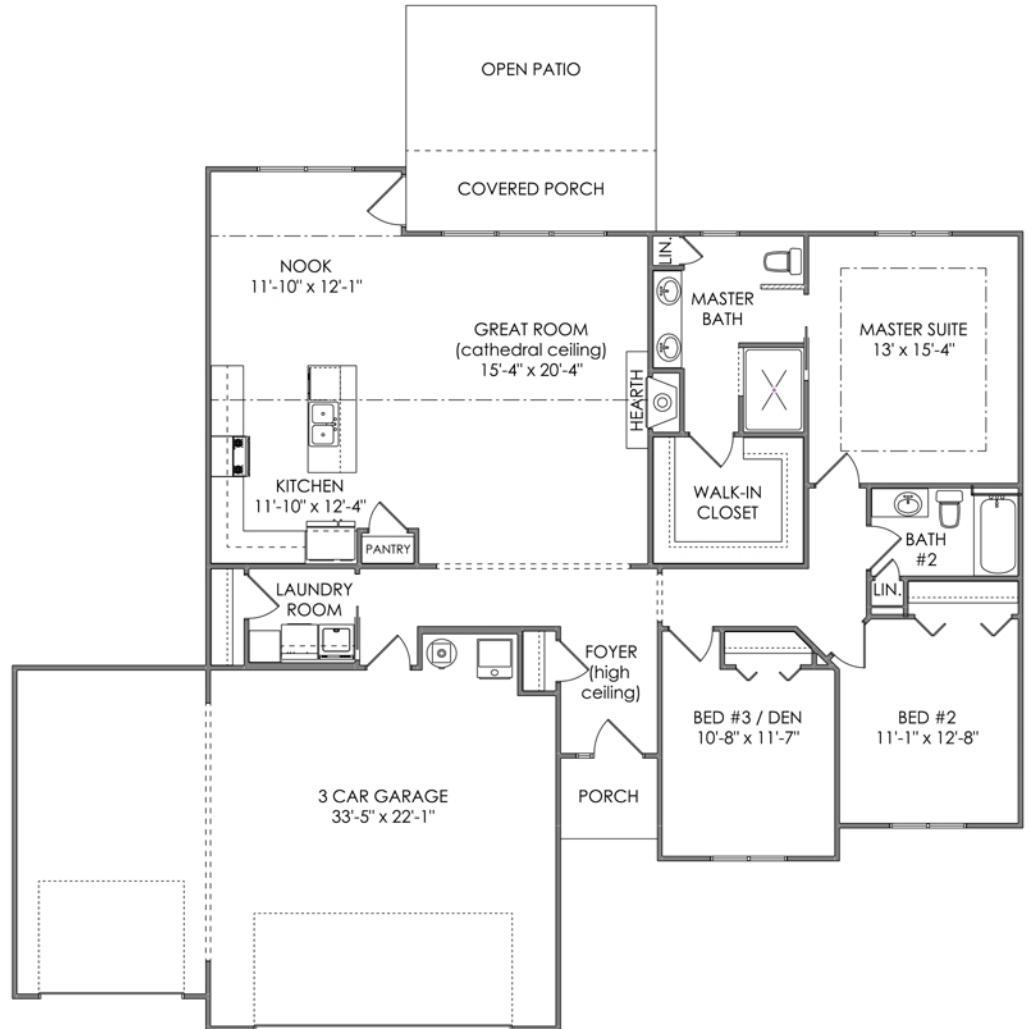 OPEN PATIO
COVERED PORCH
NOOK
11'-10" x 12'-1"
GREAT ROOM
(cathedral ceiling)
15'-4" x 20'-4"
HEARTH
LIN.
MASTER
BATH
MASTER SUITE
13' x 15'-4"
KITCHEN
11'-10" x 12'-4"
PANTRY
WALK-IN
CLOSET
BATH
#2
LIN.
LAUNDRY
ROOM
FOYER
(high
ceiling)
BED #3 / DEN
10'-8" x 11'-7"
BED #2
11'-1" x 12'-8"
3 CAR GARAGE
33'-5" x 22'-1"
PORCH